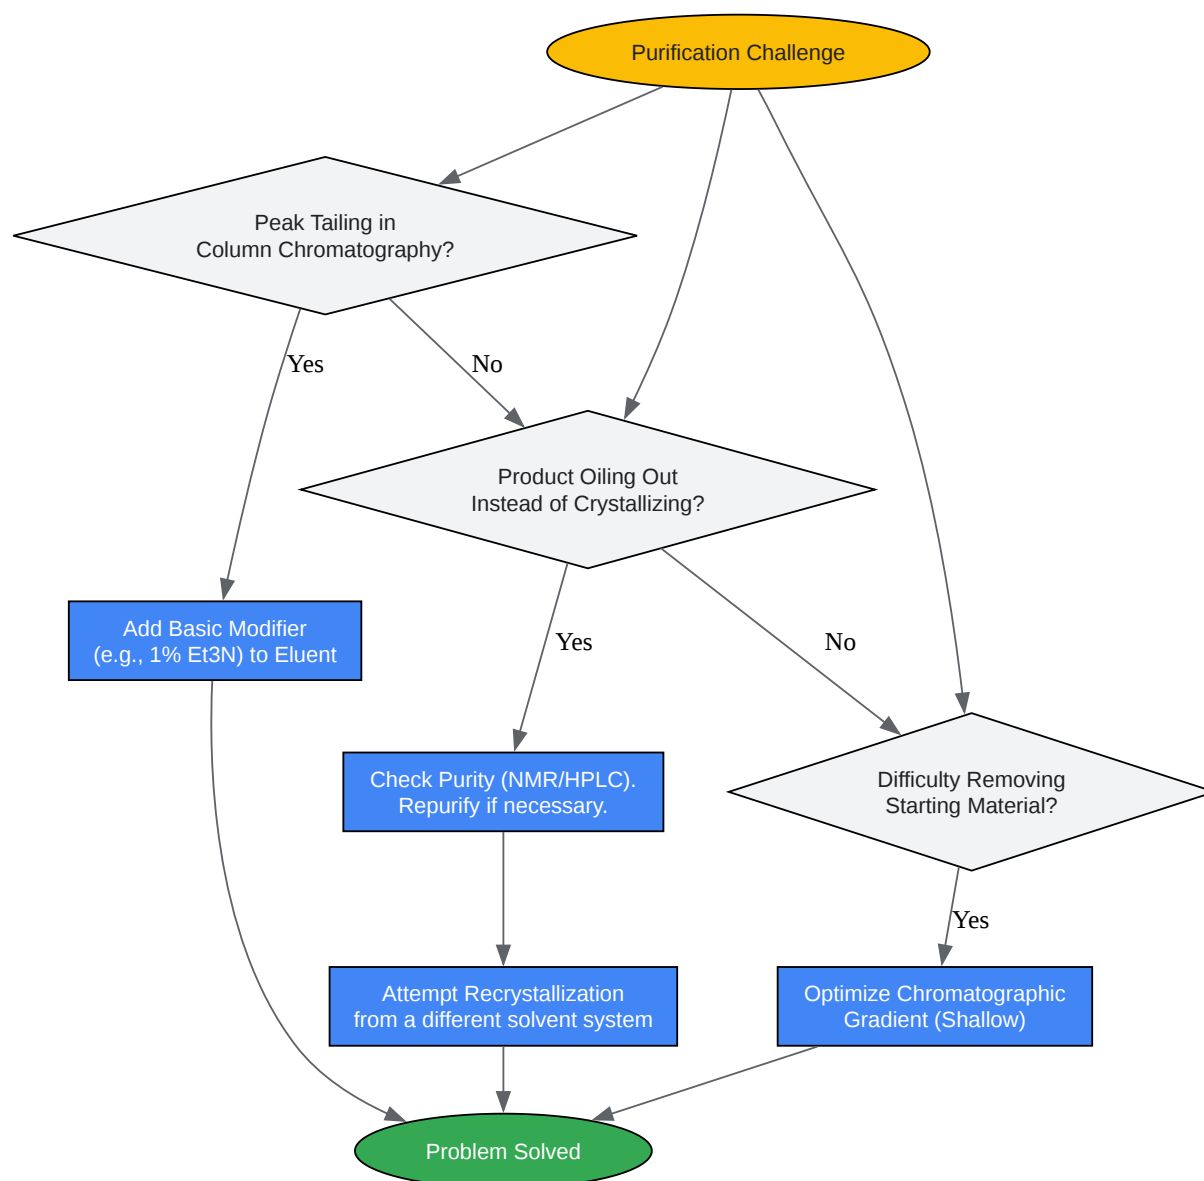 Purification Challenge
Peak Tailing in
Column Chromatography?
Yes
No
Product Oiling Out
Instead of Crystallizing?
Add Basic Modifier
(e.g., 1% Et3N) to Eluent
Yes
No
Check Purity (NMR/HPLC).
Repurify if necessary.
Difficulty Removing
Starting Material?
Yes
Attempt Recrystallization
from a different solvent system
Optimize Chromatographic
Gradient (Shallow)
Problem Solved